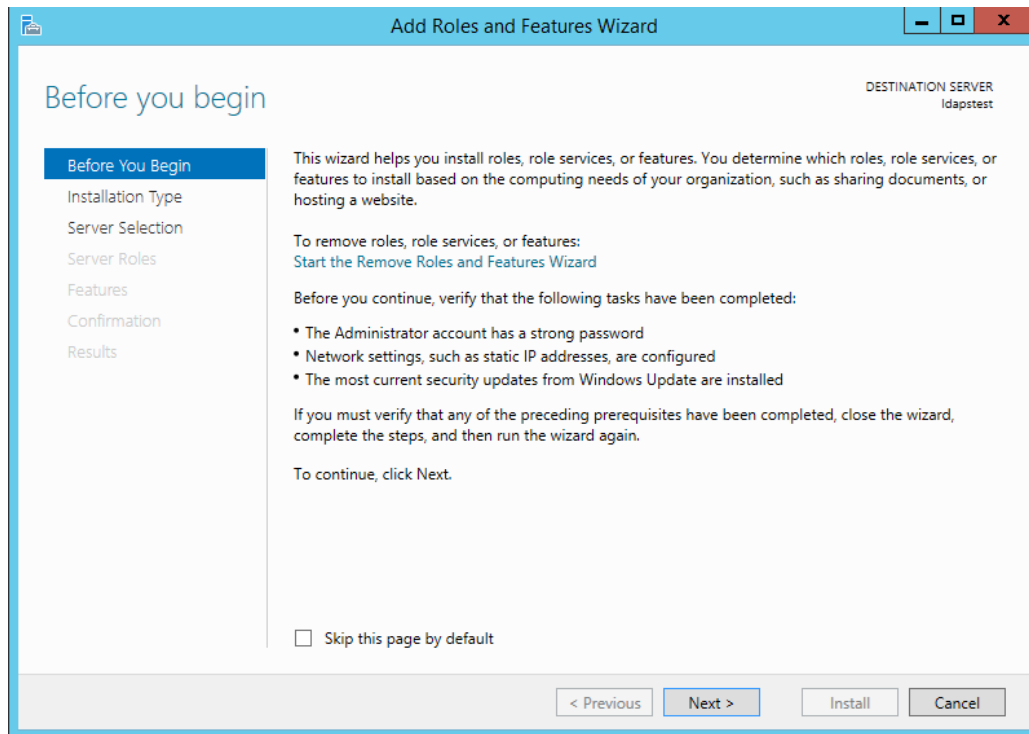 Add Roles and Features Wizard
x
Before you begin
DESTINATION SERVER
ldapstest
Before You Begin
Installation Type
Server Selection
Server Roles
Features
Confirmation
Results
This wizard helps you install roles, role services, or features. You determine which roles, role services, or
features to install based on the computing needs of your organization, such as sharing documents, or
hosting a website.
To remove roles, role services, or features:
Start the Remove Roles and Features Wizard
Before you continue, verify that the following tasks have been completed:
• The Administrator account has a strong password
• Network settings, such as static IP addresses, are configured
• The most current security updates from Windows Update are installed
If you must verify that any of the preceding prerequisites have been completed, close the wizard,
complete the steps, and then run the wizard again.
To continue, click Next.
Skip this page by default
< Previous
Next >
Install
Cancel